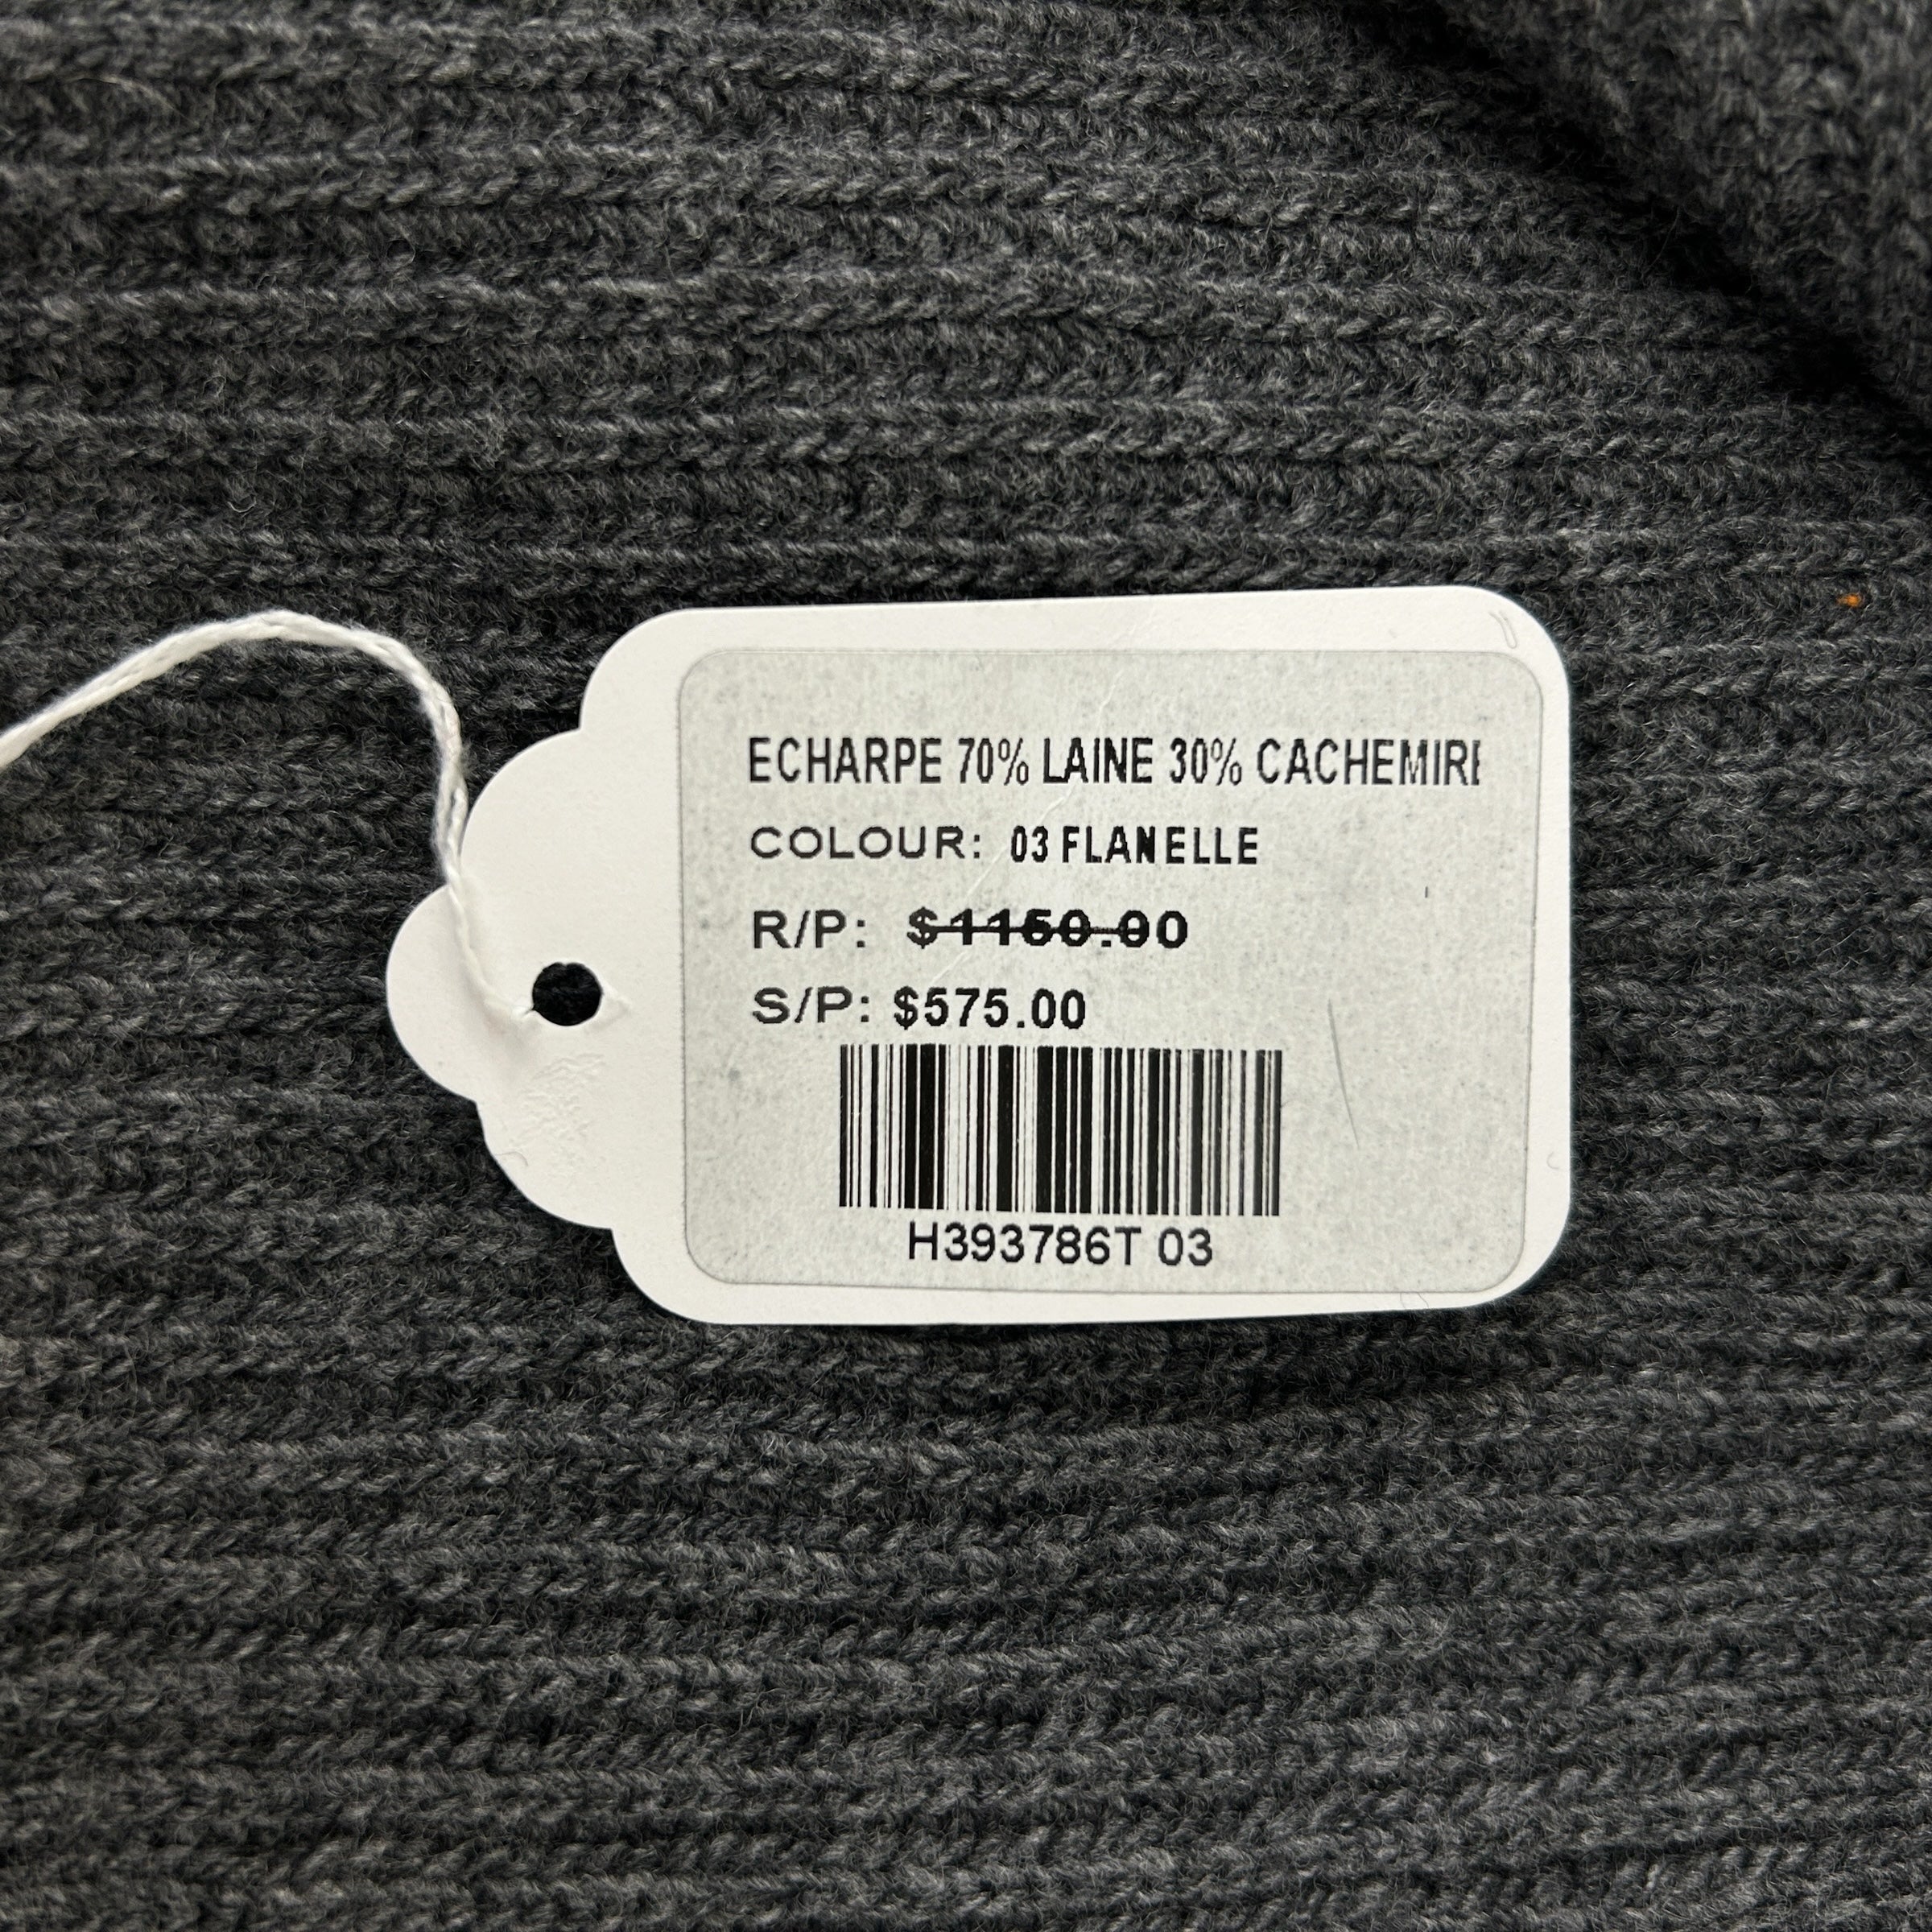 ECHARPE 70% LAINE 30% CACHEMIRE
COLOUR: 03 FLANELLE
R/P: $1150.00
S/P: $575.00
H393786T 03